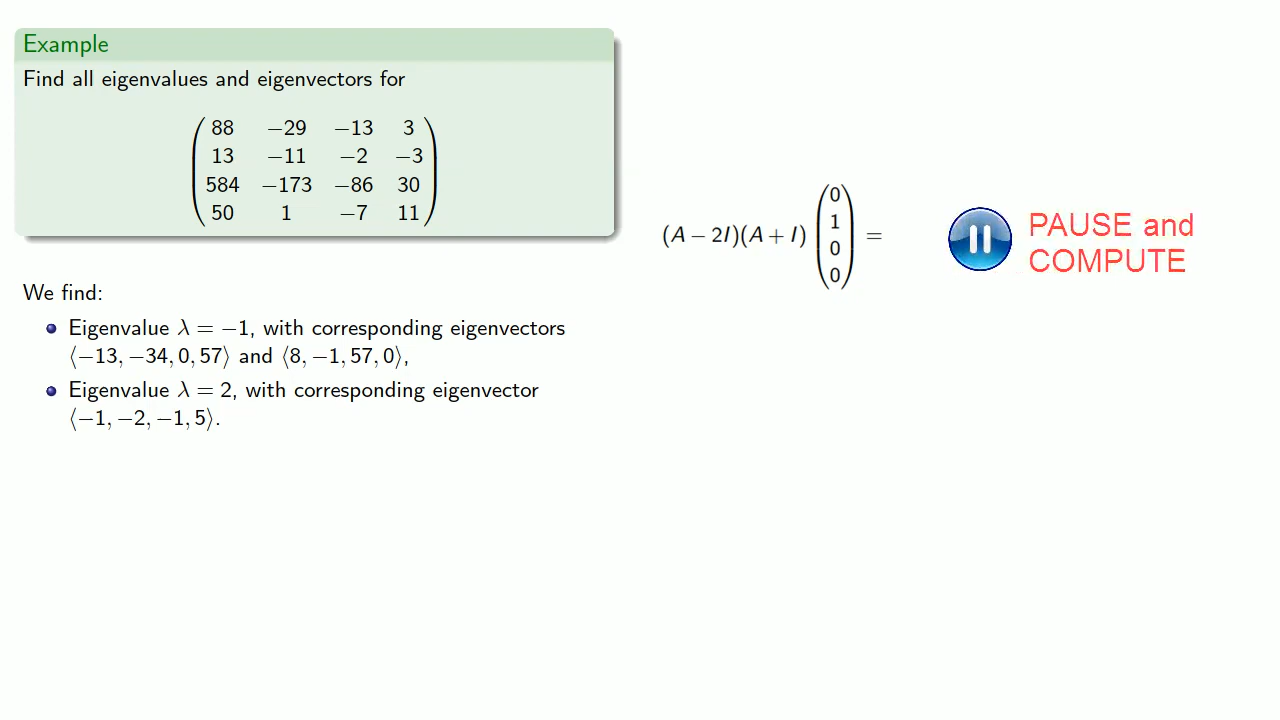 Example
Find all eigenvalues and eigenvectors for
88 −29 −13 3
13 −11 −2 −3
584 −173 −86 30
50 1 −7 11
We find:
Eigenvalue λ = −1, with corresponding eigenvectors
⟨−13, −34, 0, 57⟩ and ⟨8, −1, 57, 0⟩,
Eigenvalue λ = 2, with corresponding eigenvector
⟨−1, −2, −1, 5⟩.
0
1
(A − 2I)(A + I) =
0
0
PAUSE and
COMPUTE